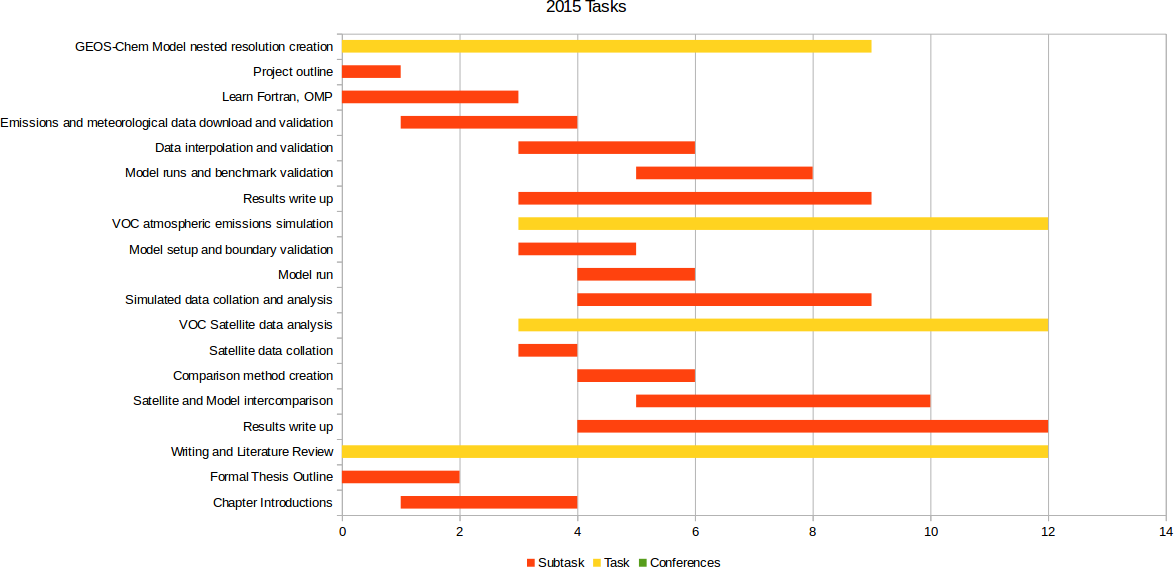 2015 Tasks
GEOS-Chem Model nested resolution creation
Project outline
Learn Fortran, OMP
Emissions and meteorological data download and validation
Data interpolation and validation
Model runs and benchmark validation
Results write up
VOC atmospheric emissions simulation
Model setup and boundary validation
Model run
Simulated data collation and analysis
VOC Satellite data analysis
Satellite data collation
Comparison method creation
Satellite and Model intercomparison
Results write up
Writing and Literature Review
Formal Thesis Outline
Chapter Introductions
0 2 4 6 8 10 12 14
Subtask Task Conferences